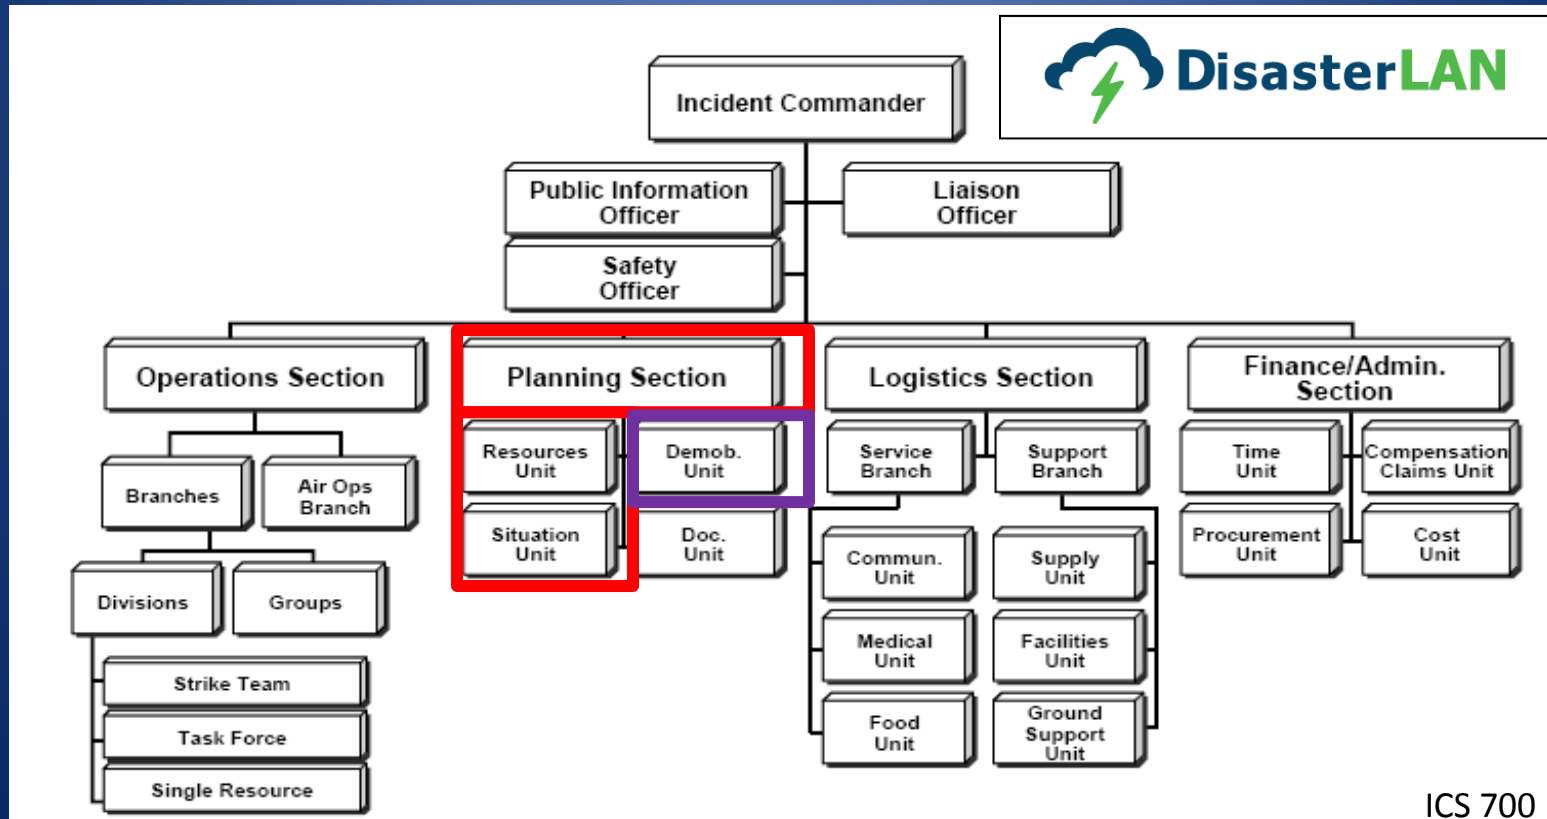 DisasterLAN
Incident Commander
Public Information
Officer
Liaison
Officer
Safety
Officer
Operations Section
Planning Section
Logistics Section
Finance/Admin.
Section
Branches
Air Ops
Branch
Divisions
Groups
Strike Team
Task Force
Single Resource
Resources
Unit
Demob.
Unit
Situation
Unit
Doc.
Unit
Service
Branch
Support
Branch
Commun.
Unit
Supply
Unit
Medical
Unit
Facilities
Unit
Food
Unit
Ground
Support
Unit
Time
Unit
Compensation
Claims Unit
Procurement
Unit
Cost
Unit
ICS 700